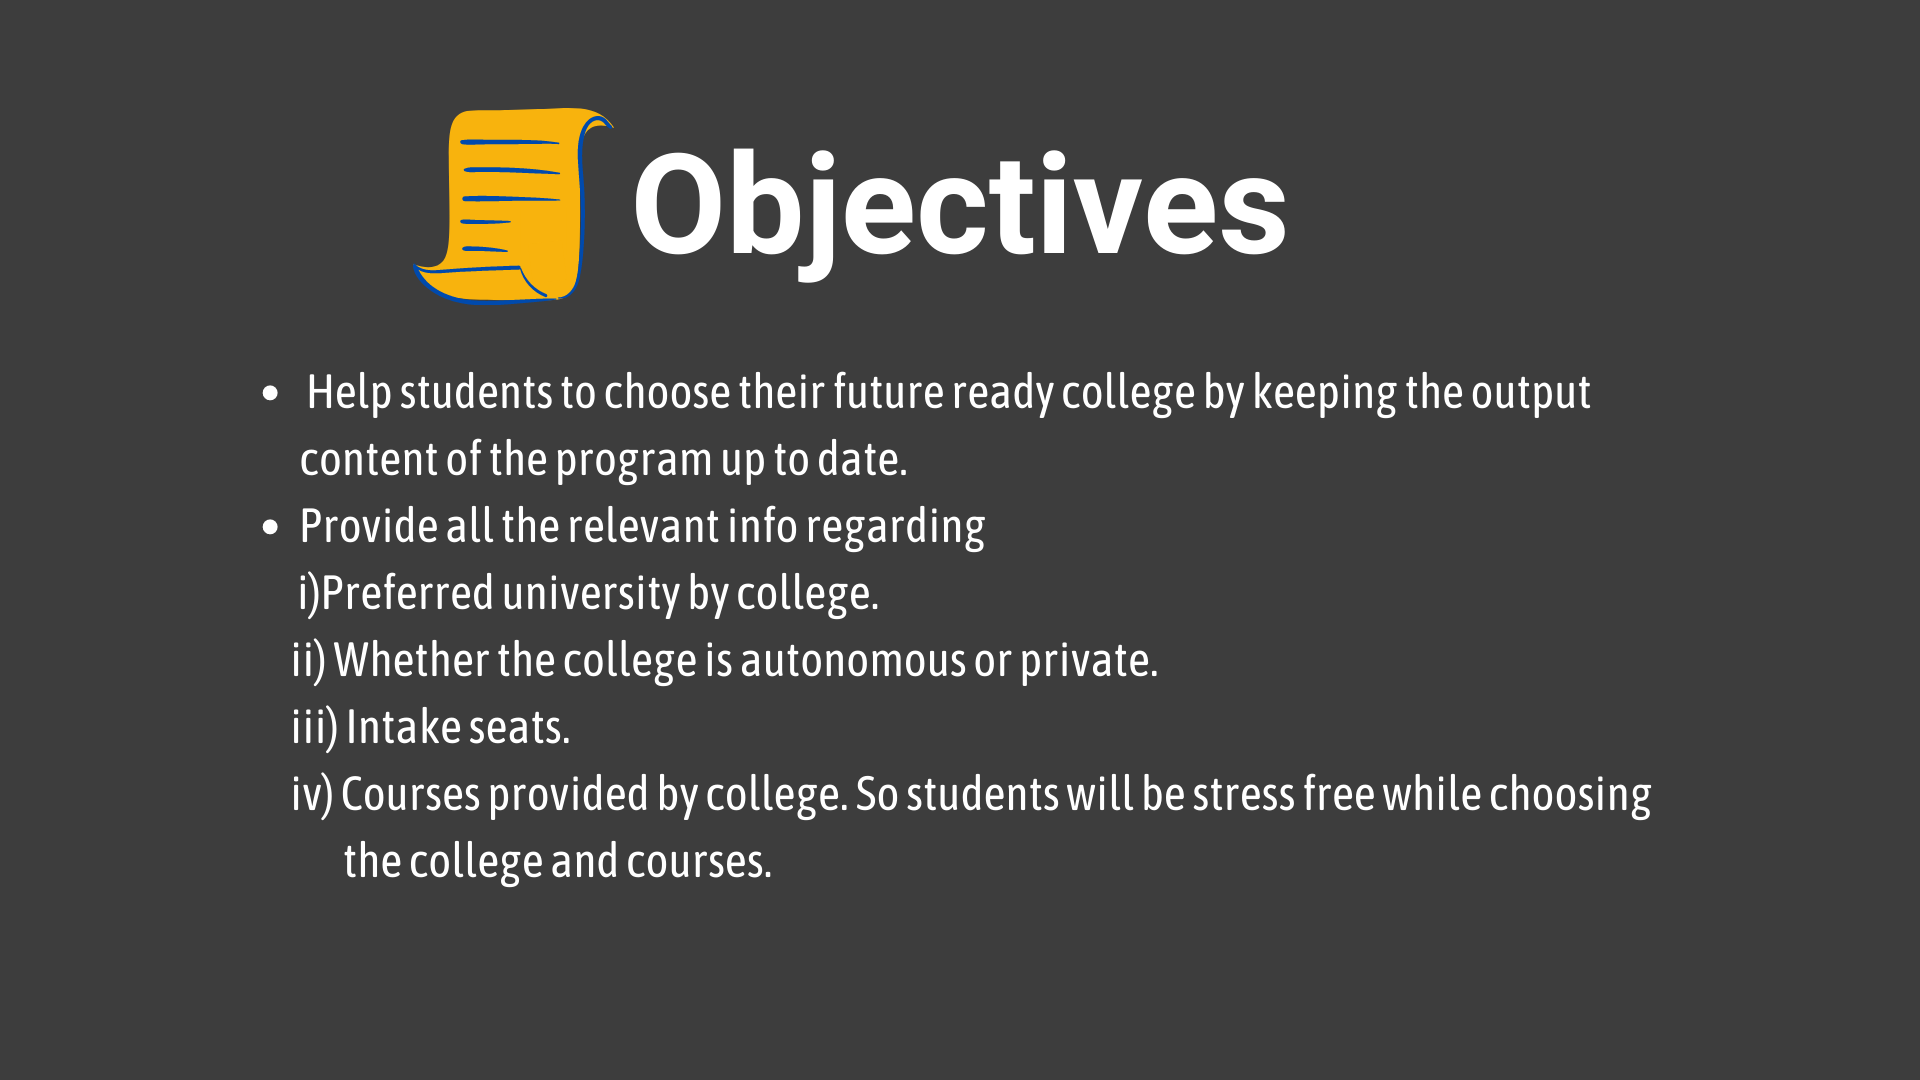 Objectives
• Help students to choose their future ready college by keeping the output
content of the program up to date.
• Provide all the relevant info regarding
i)Preferred university by college.
ii) Whether the college is autonomous or private.
iii) Intake seats.
iv) Courses provided by college. So students will be stress free while choosing
the college and courses.